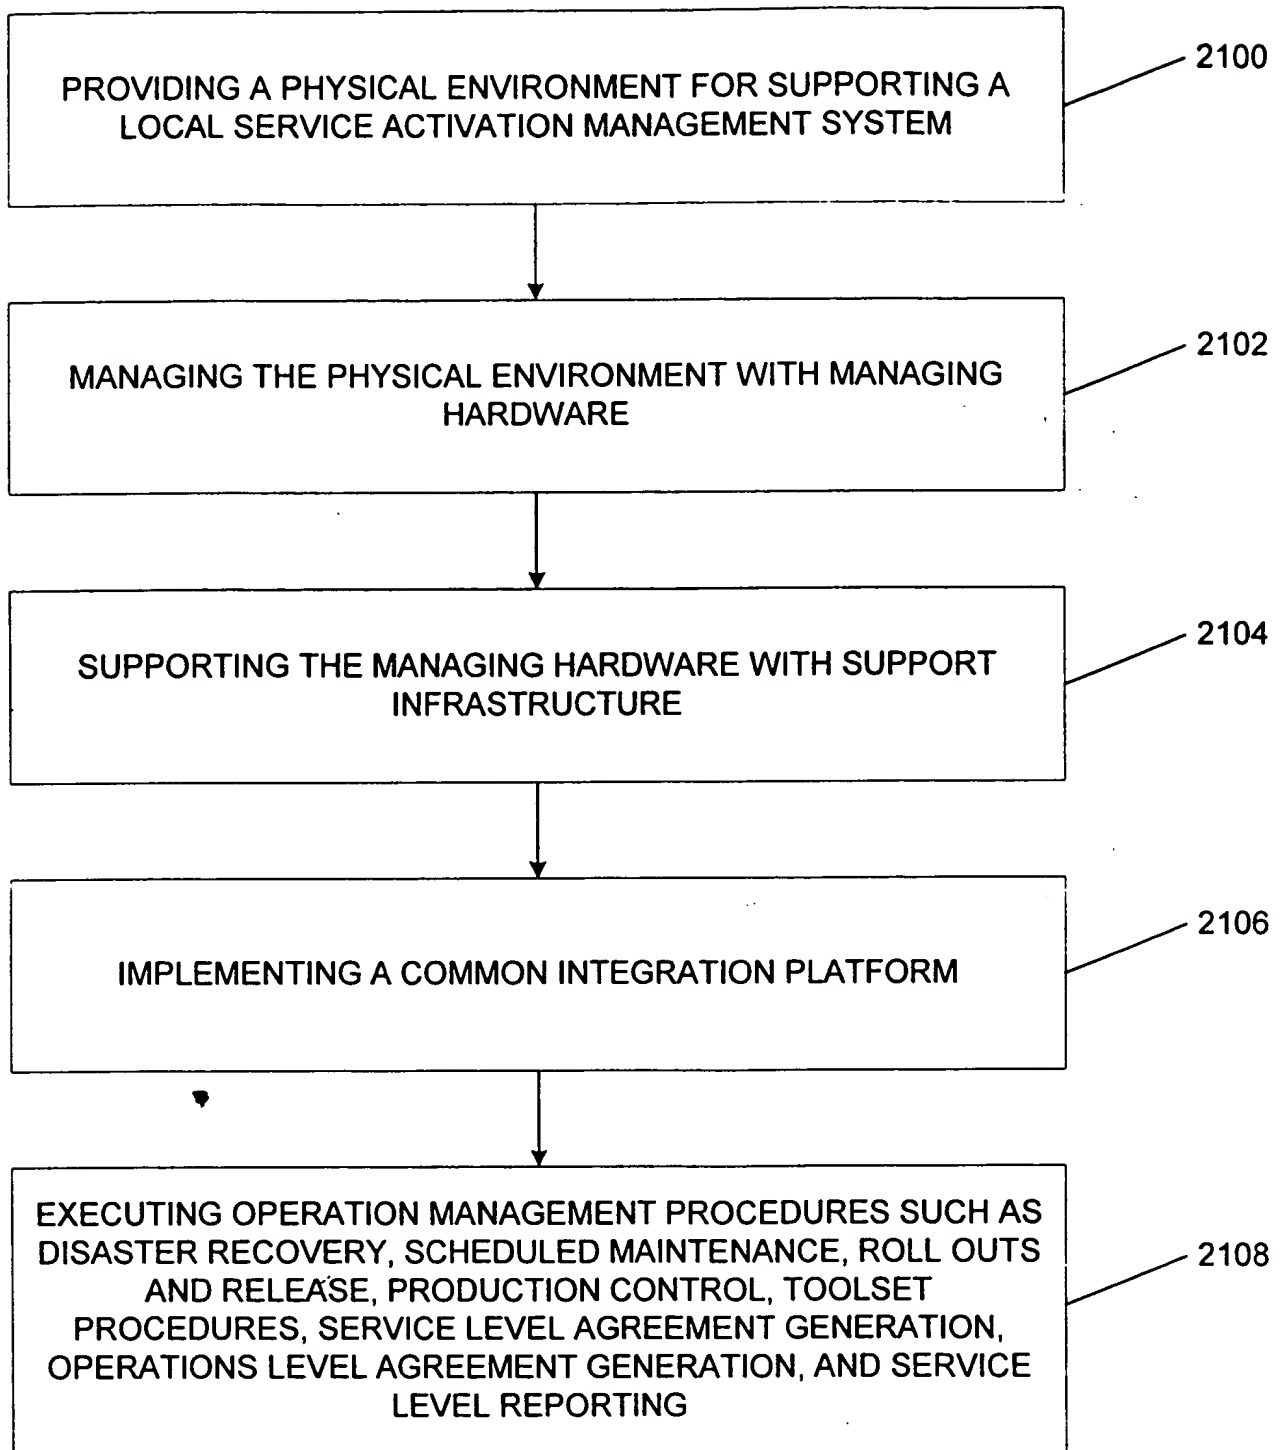 2100
PROVIDING A PHYSICAL ENVIRONMENT FOR SUPPORTING A
LOCAL SERVICE ACTIVATION MANAGEMENT SYSTEM
2102
MANAGING THE PHYSICAL ENVIRONMENT WITH MANAGING
HARDWARE
2104
SUPPORTING THE MANAGING HARDWARE WITH SUPPORT
INFRASTRUCTURE
2106
IMPLEMENTING A COMMON INTEGRATION PLATFORM
2108
EXECUTING OPERATION MANAGEMENT PROCEDURES SUCH AS
DISASTER RECOVERY, SCHEDULED MAINTENANCE, ROLL OUTS
AND RELEASE, PRODUCTION CONTROL, TOOLSET
PROCEDURES, SERVICE LEVEL AGREEMENT GENERATION,
OPERATIONS LEVEL AGREEMENT GENERATION, AND SERVICE
LEVEL REPORTING